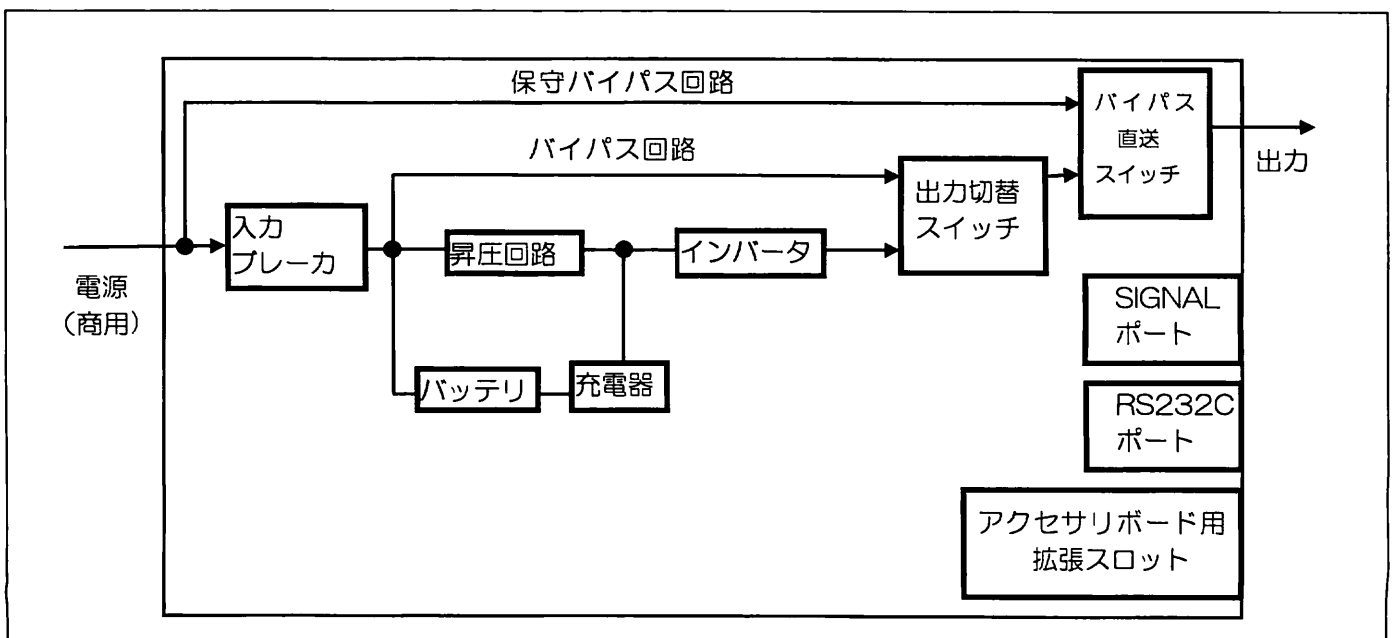 保守バイパス回路
バイパス
直送
スイッチ
出力
バイパス回路
出力切替
スイッチ
入力
ブレーカ
昇圧回路
インバータ
電源
(商用)
バッテリ
充電器
SIGNAL
ポート
RS232C
ポート
アクセサリボード用
拡張スロット